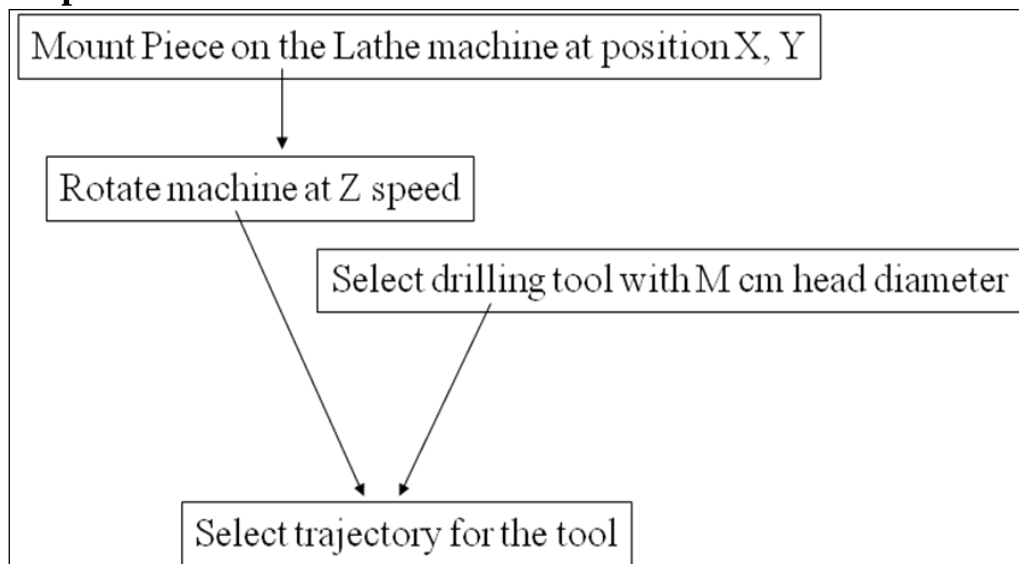 Mount Piece on the Lathe machine at position X, Y
Rotate machine at Z speed
Select drilling tool with M cm head diameter
Select trajectory for the tool